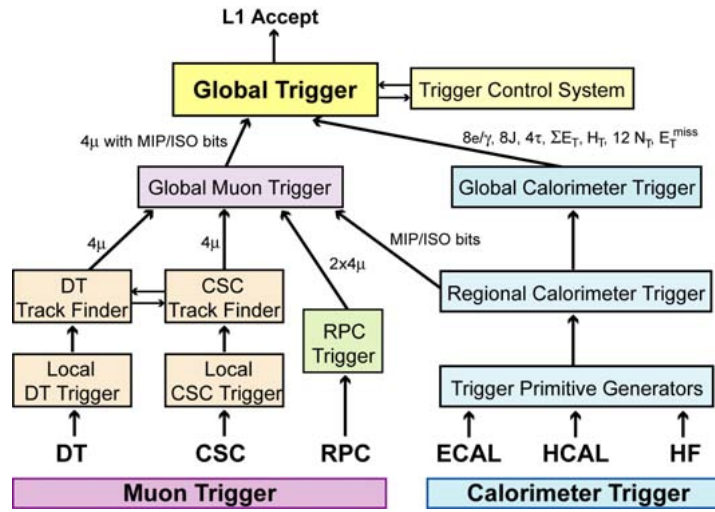 L1 Accept
Global Trigger
Trigger Control System
4μ with MIP/ISO bits
8e/γ, 8J, 4τ, ΣE_T, H_T, 12 N_T, E_T^miss
Global Muon Trigger
Global Calorimeter Trigger
4μ
4μ
MIP/ISO bits
2x4μ
DT
Track Finder
CSC
Track Finder
Regional Calorimeter Trigger
RPC
Trigger
Local
DT Trigger
Local
CSC Trigger
Trigger Primitive Generators
DT
CSC
RPC
ECAL
HCAL
HF
Muon Trigger
Calorimeter Trigger